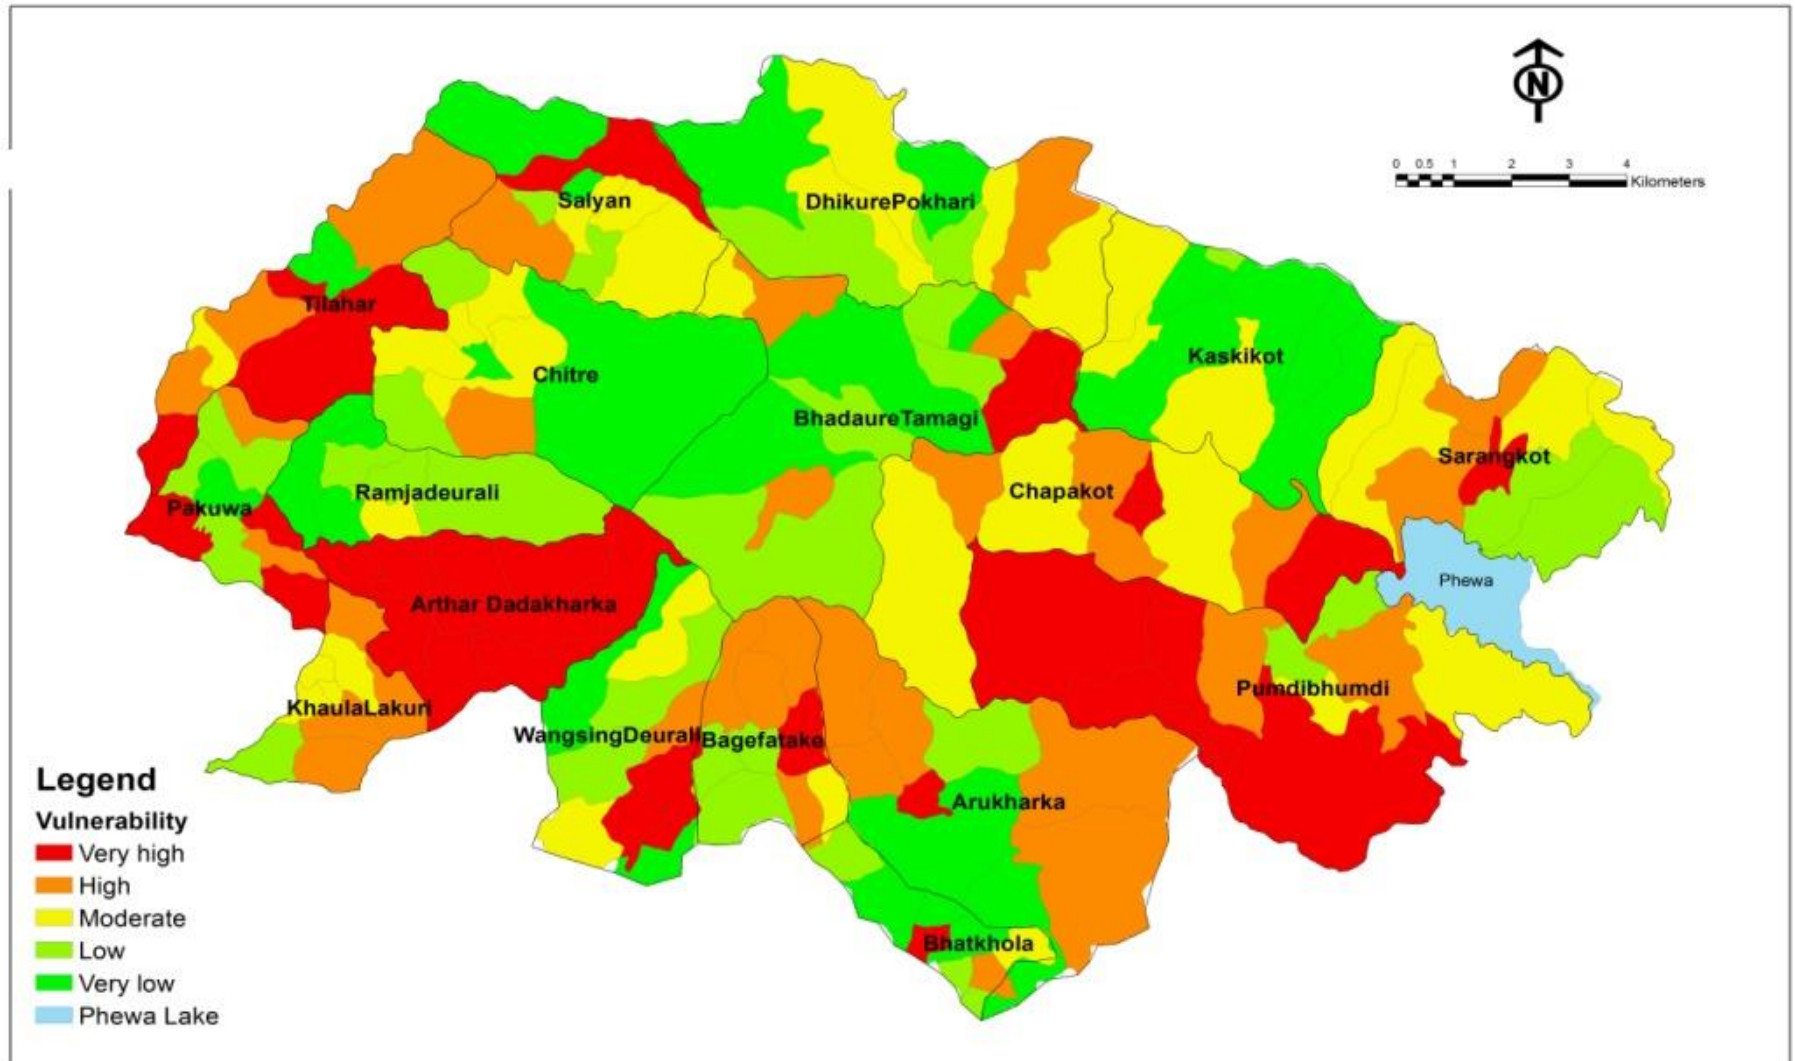 N
0 0.5 1 2 3 4
Kilometers
Salyan
DhikurePokhari
Tilahar
Kaskikot
Chitre
BhadaureTamagi
Sarangkot
Ramjadeurali
Chapakot
Pakuwa
Phewa
Arthar Dadakharka
Pumdibhumdi
KhaulaLakuri
WangsingDeurali
Bagefatake
Arukharka
Bhatkhola
Legend
Vulnerability
Very high
High
Moderate
Low
Very low
Phewa Lake